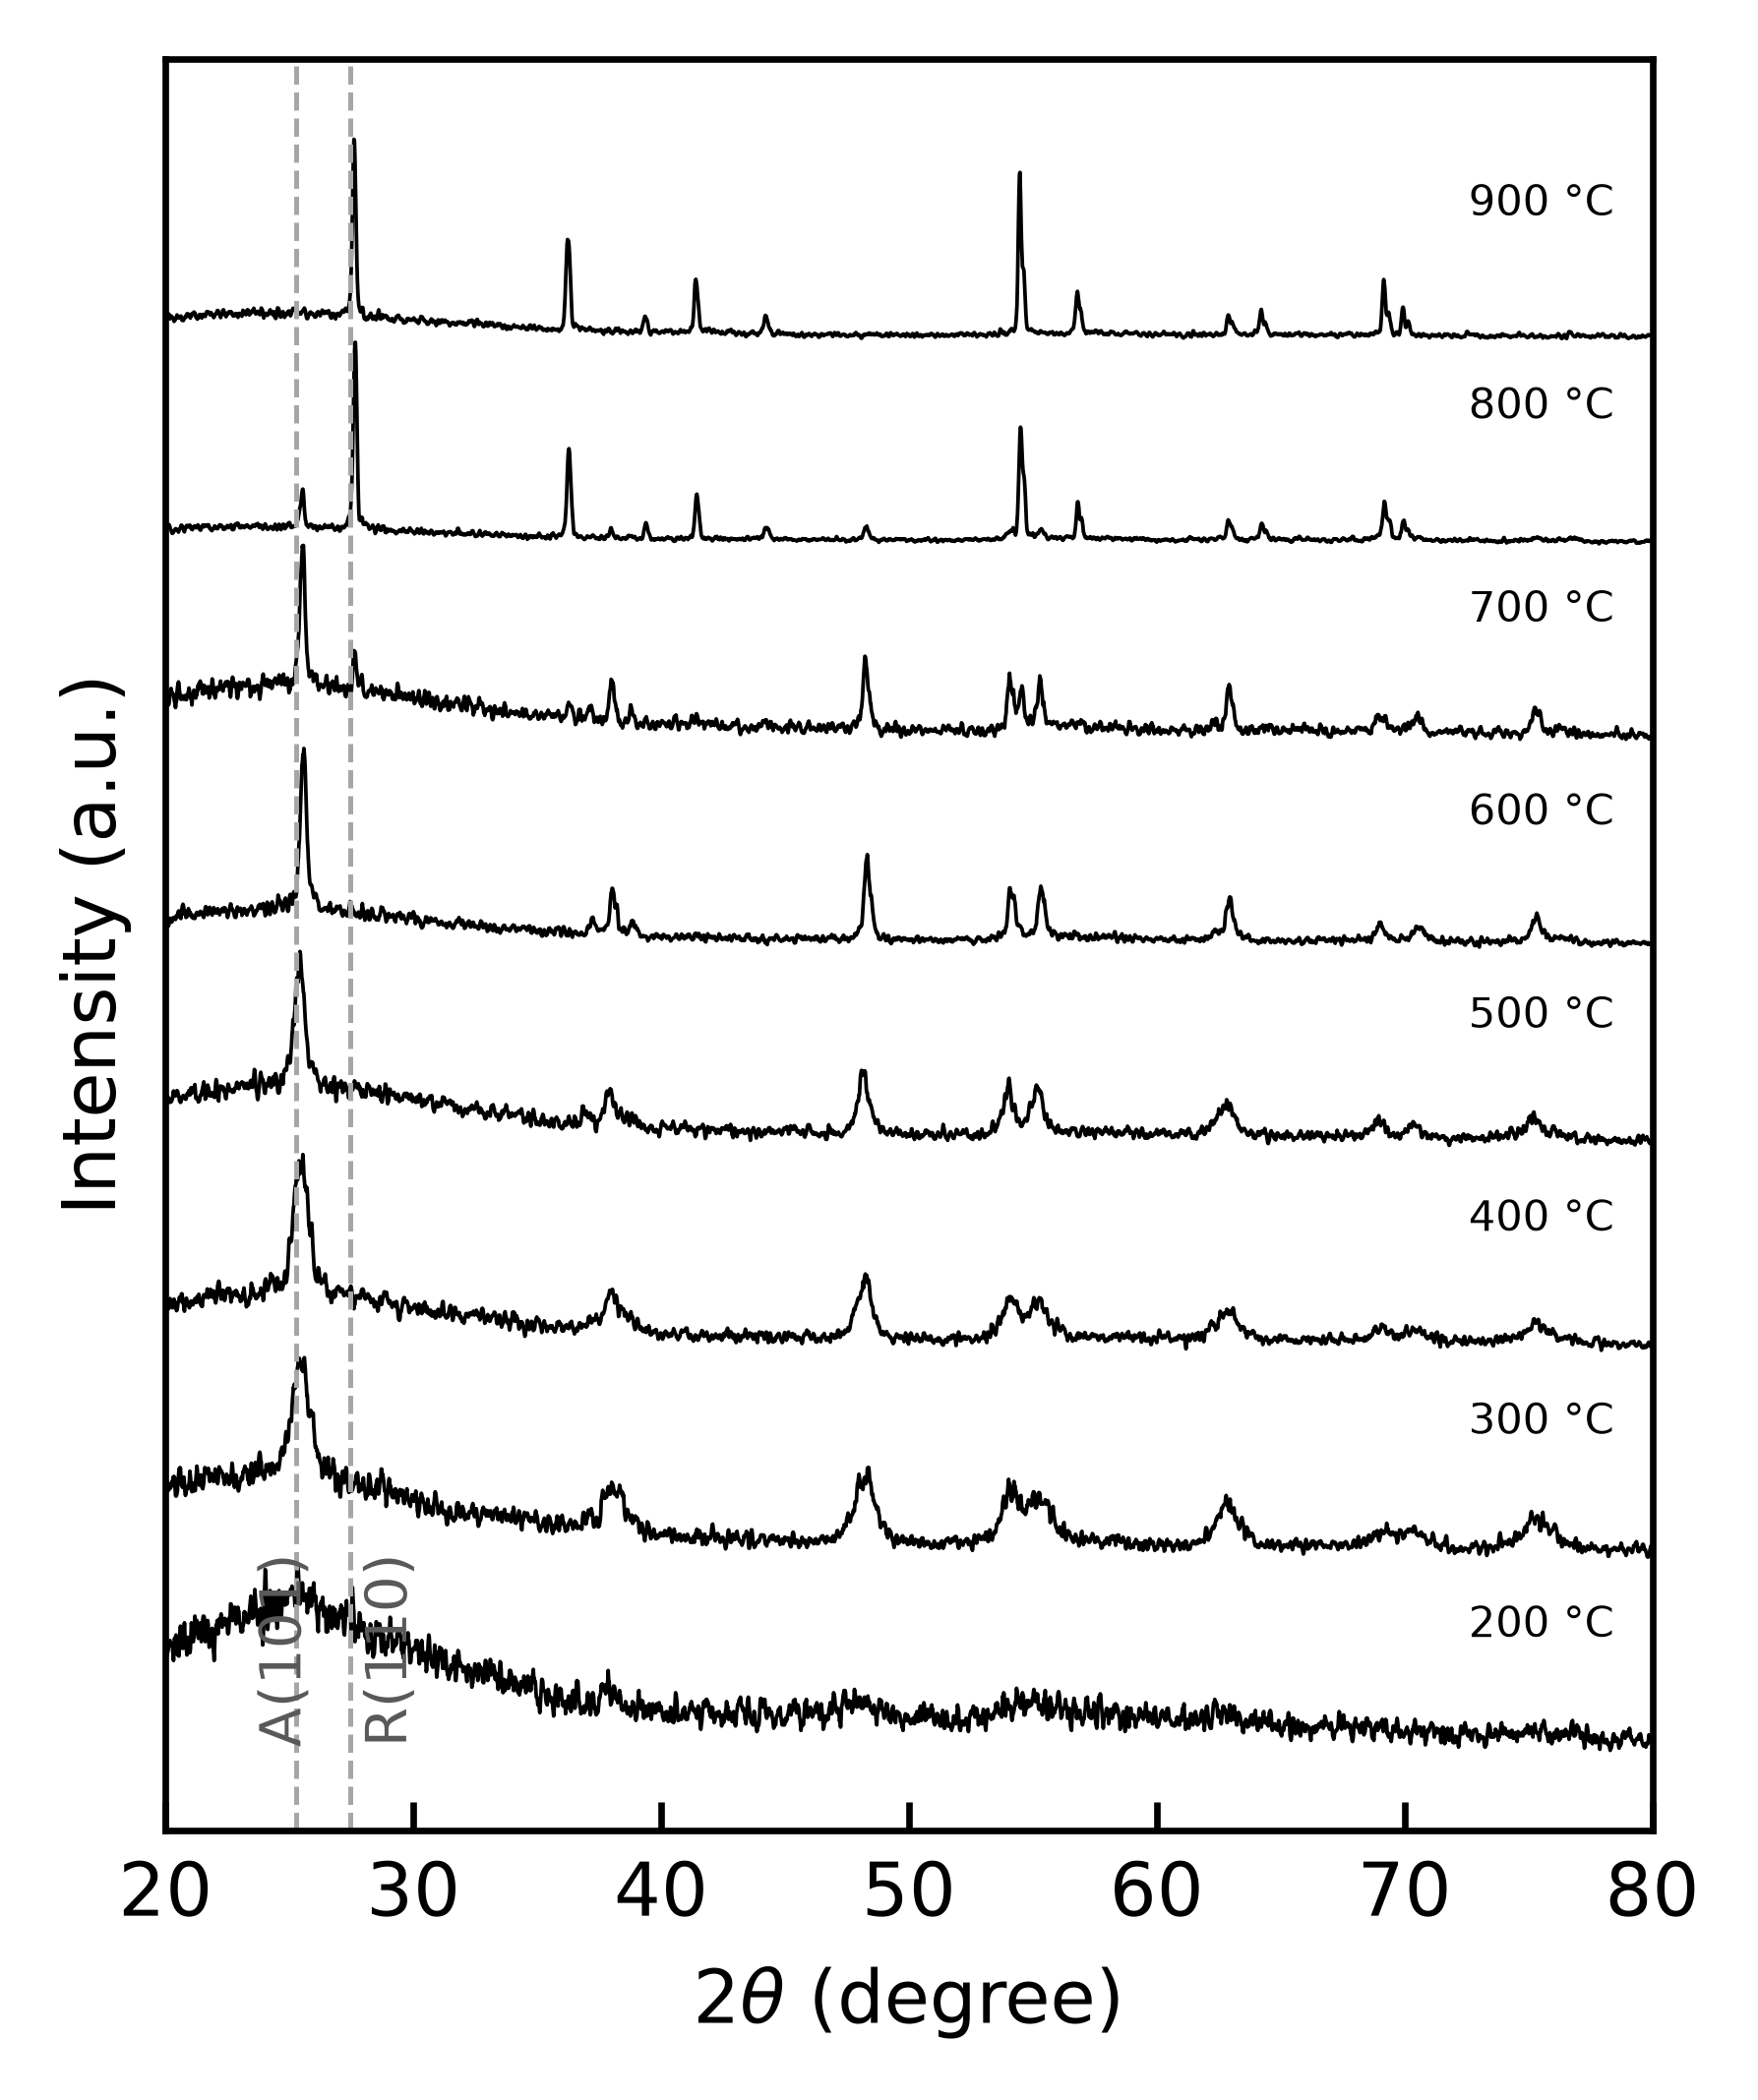 900 °C
800 °C
700 °C
600 °C
500 °C
400 °C
300 °C
200 °C
A(101)
R(110)
Intensity (a.u.)
20 30 40 50 60 70 80
2θ (degree)